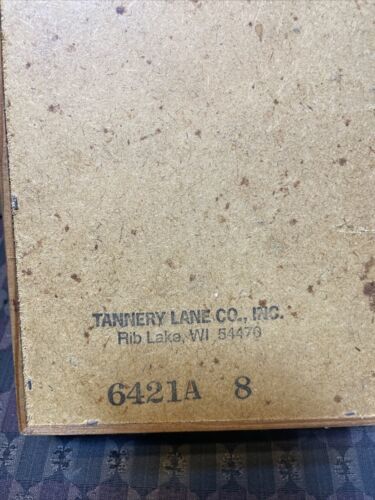 TANNERY LANE CO., INC.
Rib Lake, WI 54470
6421A 8